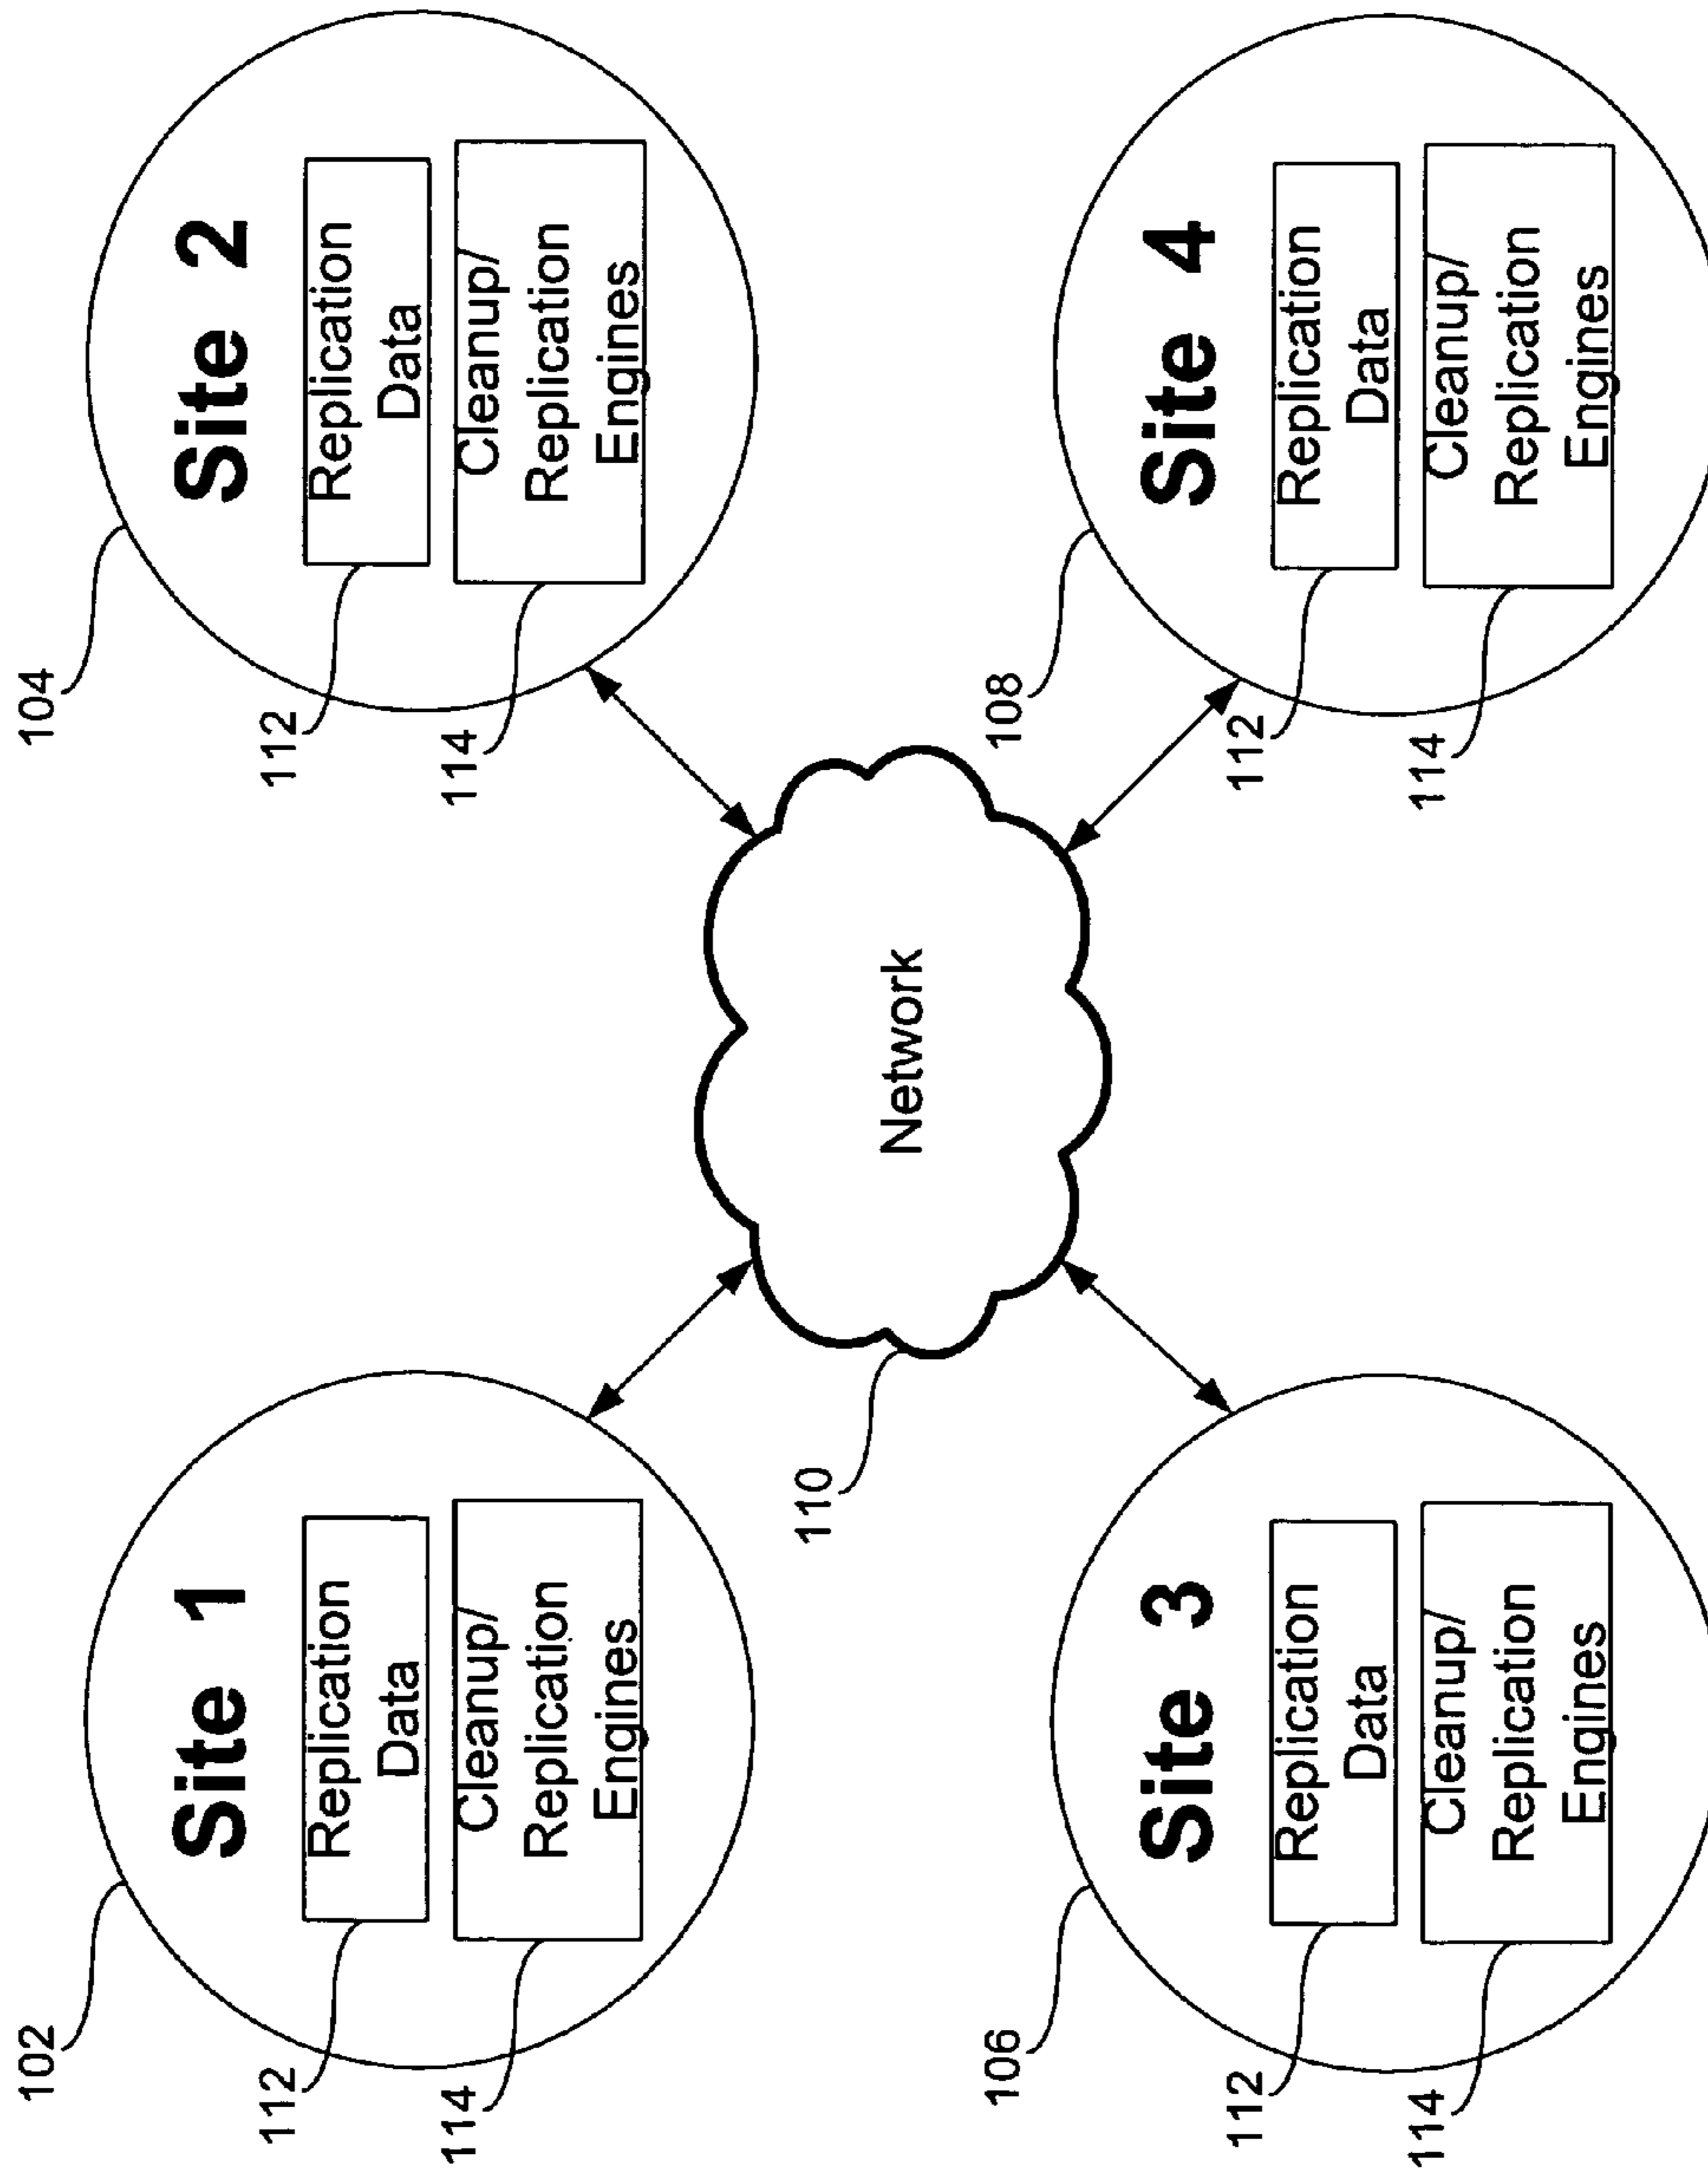 102
Site 1
112
Replication
Data
114
Cleanup/
Replication
Engines
104
Site 2
112
Replication
Data
114
Cleanup/
Replication
Engines
110
Network
106
Site 3
112
Replication
Data
114
Cleanup/
Replication
Engines
108
Site 4
112
Replication
Data
114
Cleanup/
Replication
Engines